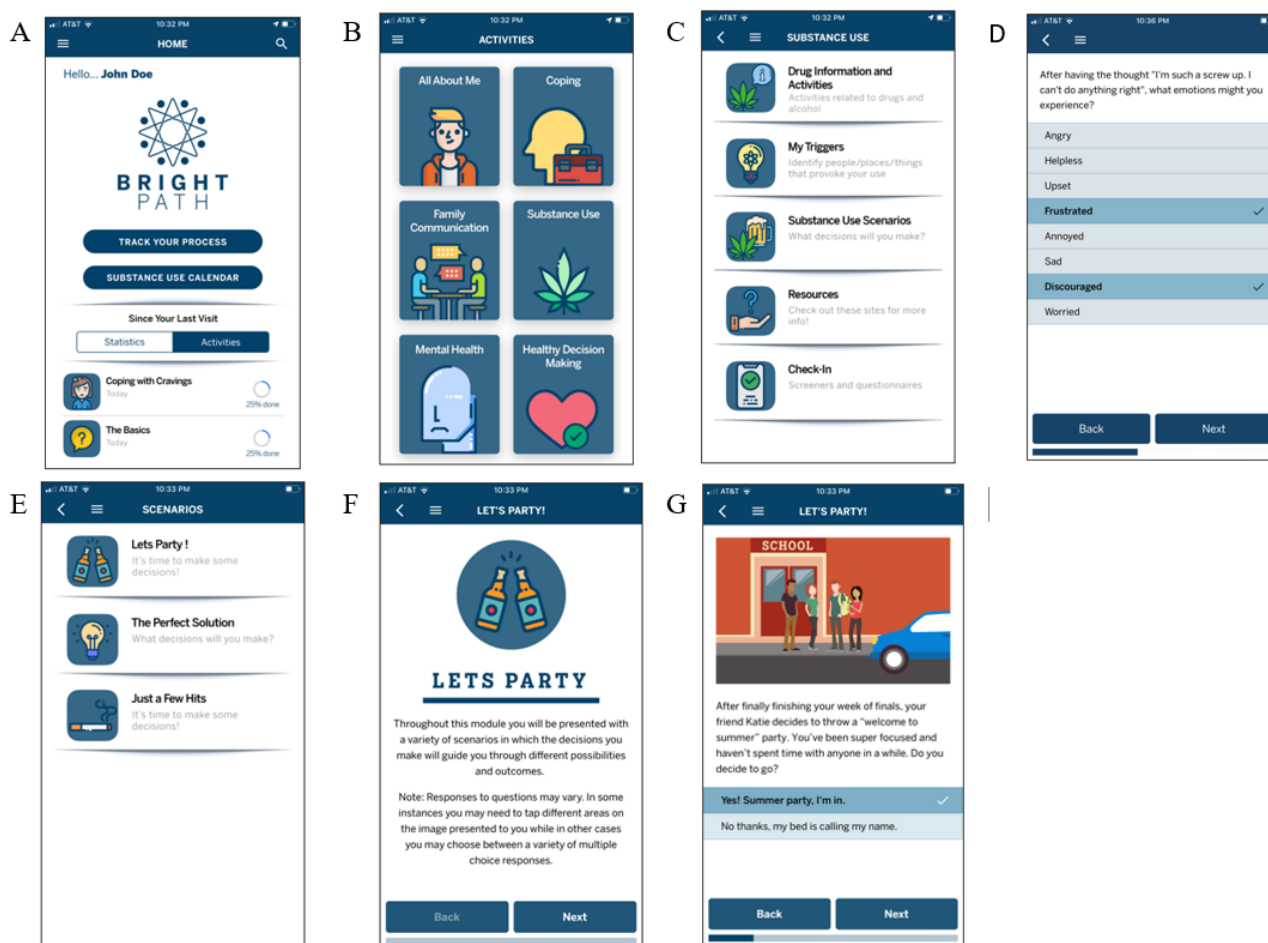 A
AT&T
10:32 PM
HOME
Hello... John Doe
BRIGHT
PATH
TRACK YOUR PROCESS
SUBSTANCE USE CALENDAR
Since Your Last Visit
Statistics
Activities
Coping with Cravings
Today
25% done
The Basics
Today
25% done
B
AT&T
10:32 PM
ACTIVITIES
All About Me
Coping
Family
Communication
Substance Use
Mental Health
Healthy Decision
Making
C
AT&T
10:32 PM
SUBSTANCE USE
Drug Information and
Activities
Activities related to drugs and
alcohol
My Triggers
Identify people/places/things
that provoke your use
Substance Use Scenarios
What decisions will you make?
Resources
Check out these sites for more
info!
Check-In
Screeners and questionnaires
D
AT&T
10:36 PM
After having the thought "I'm such a screw up. I
can't do anything right", what emotions might you
experience?
Angry
Helpless
Upset
Frustrated
Annoyed
Sad
Discouraged
Worried
Back
Next
E
AT&T
10:33 PM
SCENARIOS
Lets Party !
It's time to make some
decisions!
The Perfect Solution
What decisions will you make?
Just a Few Hits
It's time to make some
decisions!
F
AT&T
10:33 PM
LET'S PARTY!
LETS PARTY
Throughout this module you will be presented with
a variety of scenarios in which the decisions you
make will guide you through different possibilities
and outcomes.
Note: Responses to questions may vary. In some
instances you may need to tap different areas on
the image presented to you while in other cases
you may choose between a variety of multiple
choice responses.
Back
Next
G
AT&T
10:33 PM
LET'S PARTY!
SCHOOL
After finally finishing your week of finals, your
friend Katie decides to throw a "welcome to
summer" party. You've been super focused and
haven't spent time with anyone in a while. Do you
decide to go?
Yes! Summer party, I'm in.
No thanks, my bed is calling my name.
Back
Next